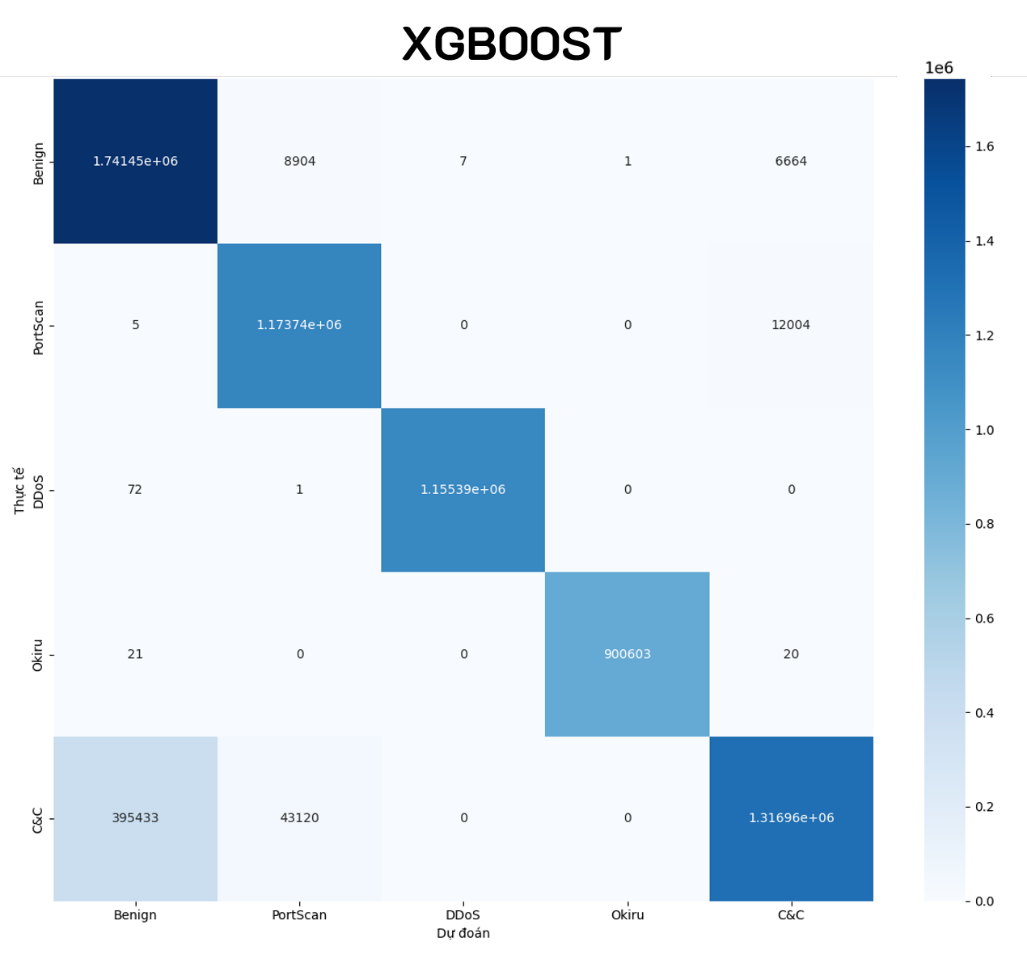 XGBOOST
1e6
Benign 1.74145e+06 8904 7 1 6664
PortScan 5 1.17374e+06 0 0 12004
Thực tế
DDoS 72 1 1.15539e+06 0 0
Okiru 21 0 0 900603 20
C&C 395433 43120 0 0 1.31696e+06
Benign PortScan DDoS Okiru C&C
Dự đoán
1.6
1.4
1.2
1.0
0.8
0.6
0.4
0.2
0.0